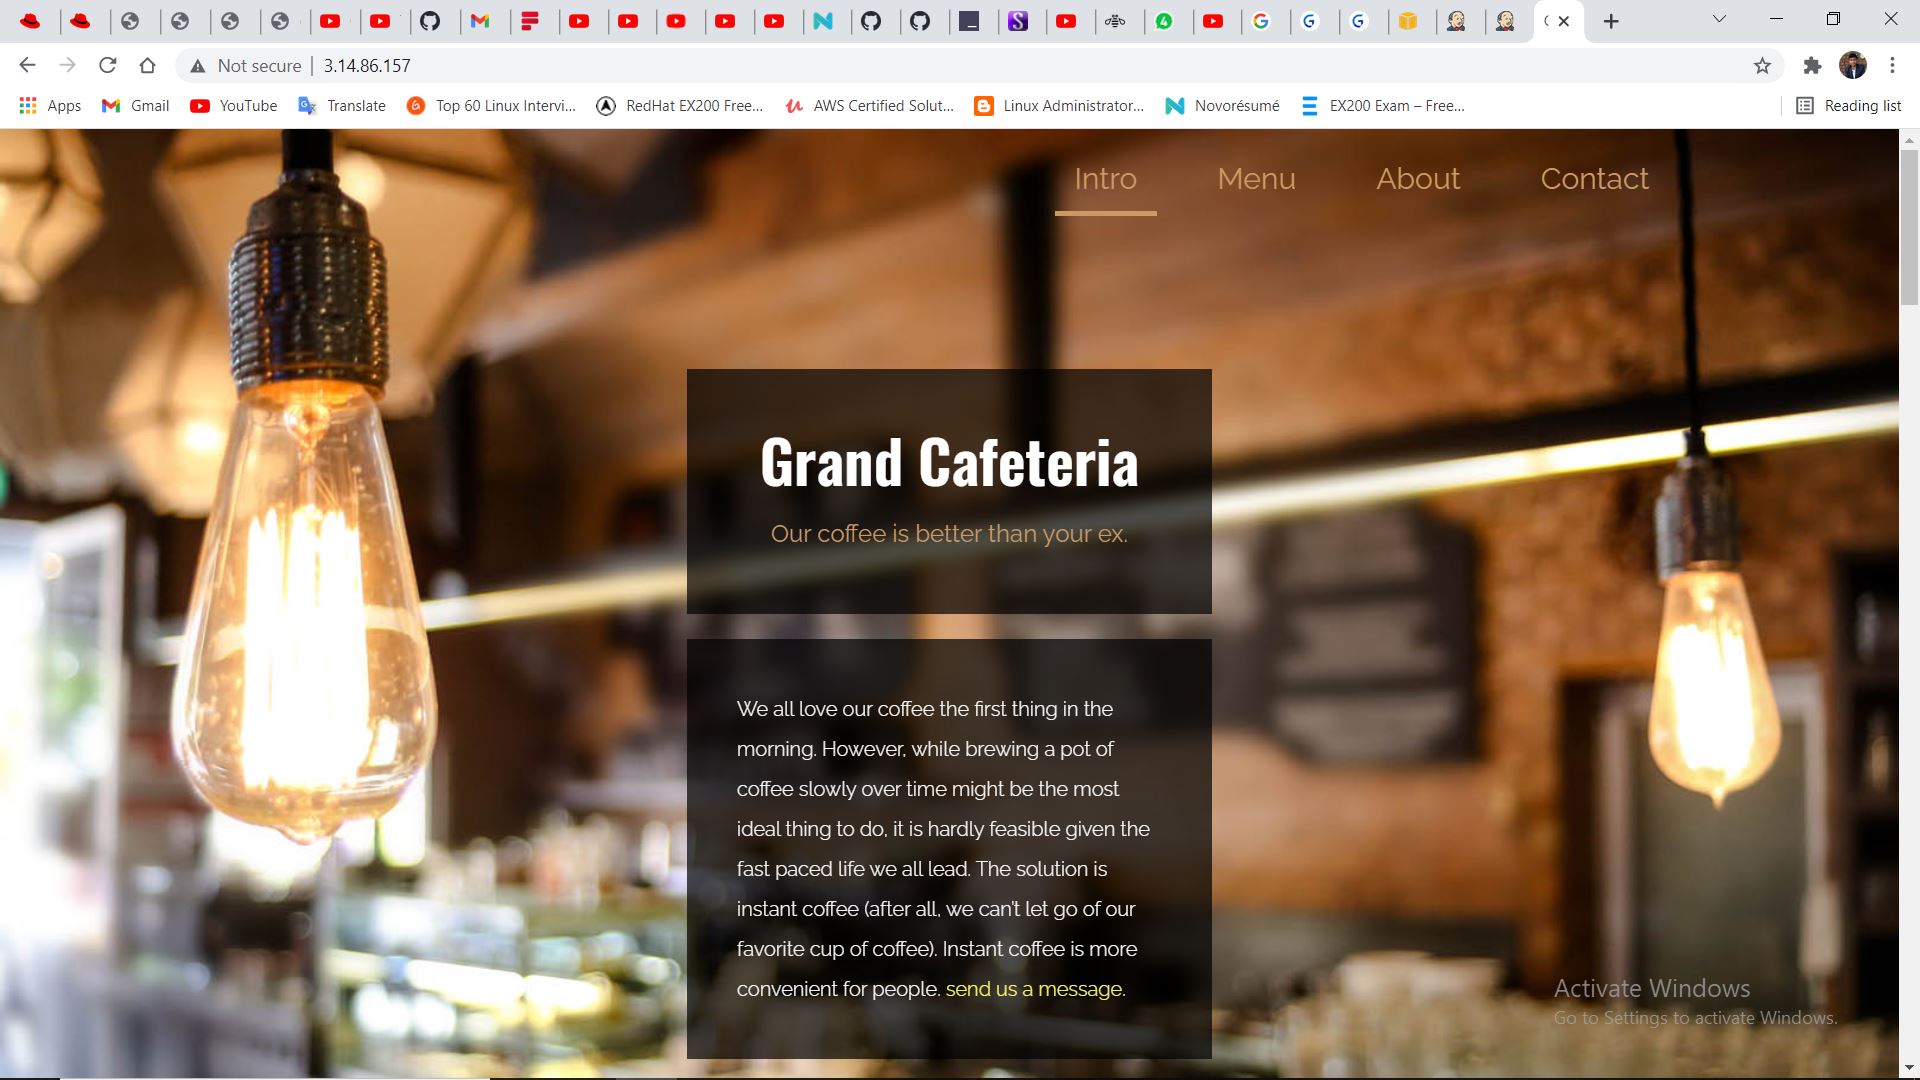 Not secure
3.14.86.157
Apps
Gmail
YouTube
Translate
Top 60 Linux Intervi...
RedHat EX200 Free...
AWS Certified Solut...
Linux Administrator...
Novorésumé
EX200 Exam – Free...
Reading list
Intro
Menu
About
Contact
Grand Cafeteria
Our coffee is better than your ex.
We all love our coffee the first thing in the
morning. However, while brewing a pot of
coffee slowly over time might be the most
ideal thing to do, it is hardly feasible given the
fast paced life we all lead. The solution is
instant coffee (after all, we can't let go of our
favorite cup of coffee). Instant coffee is more
convenient for people. send us a message.
Activate Windows
Go to Settings to activate Windows.